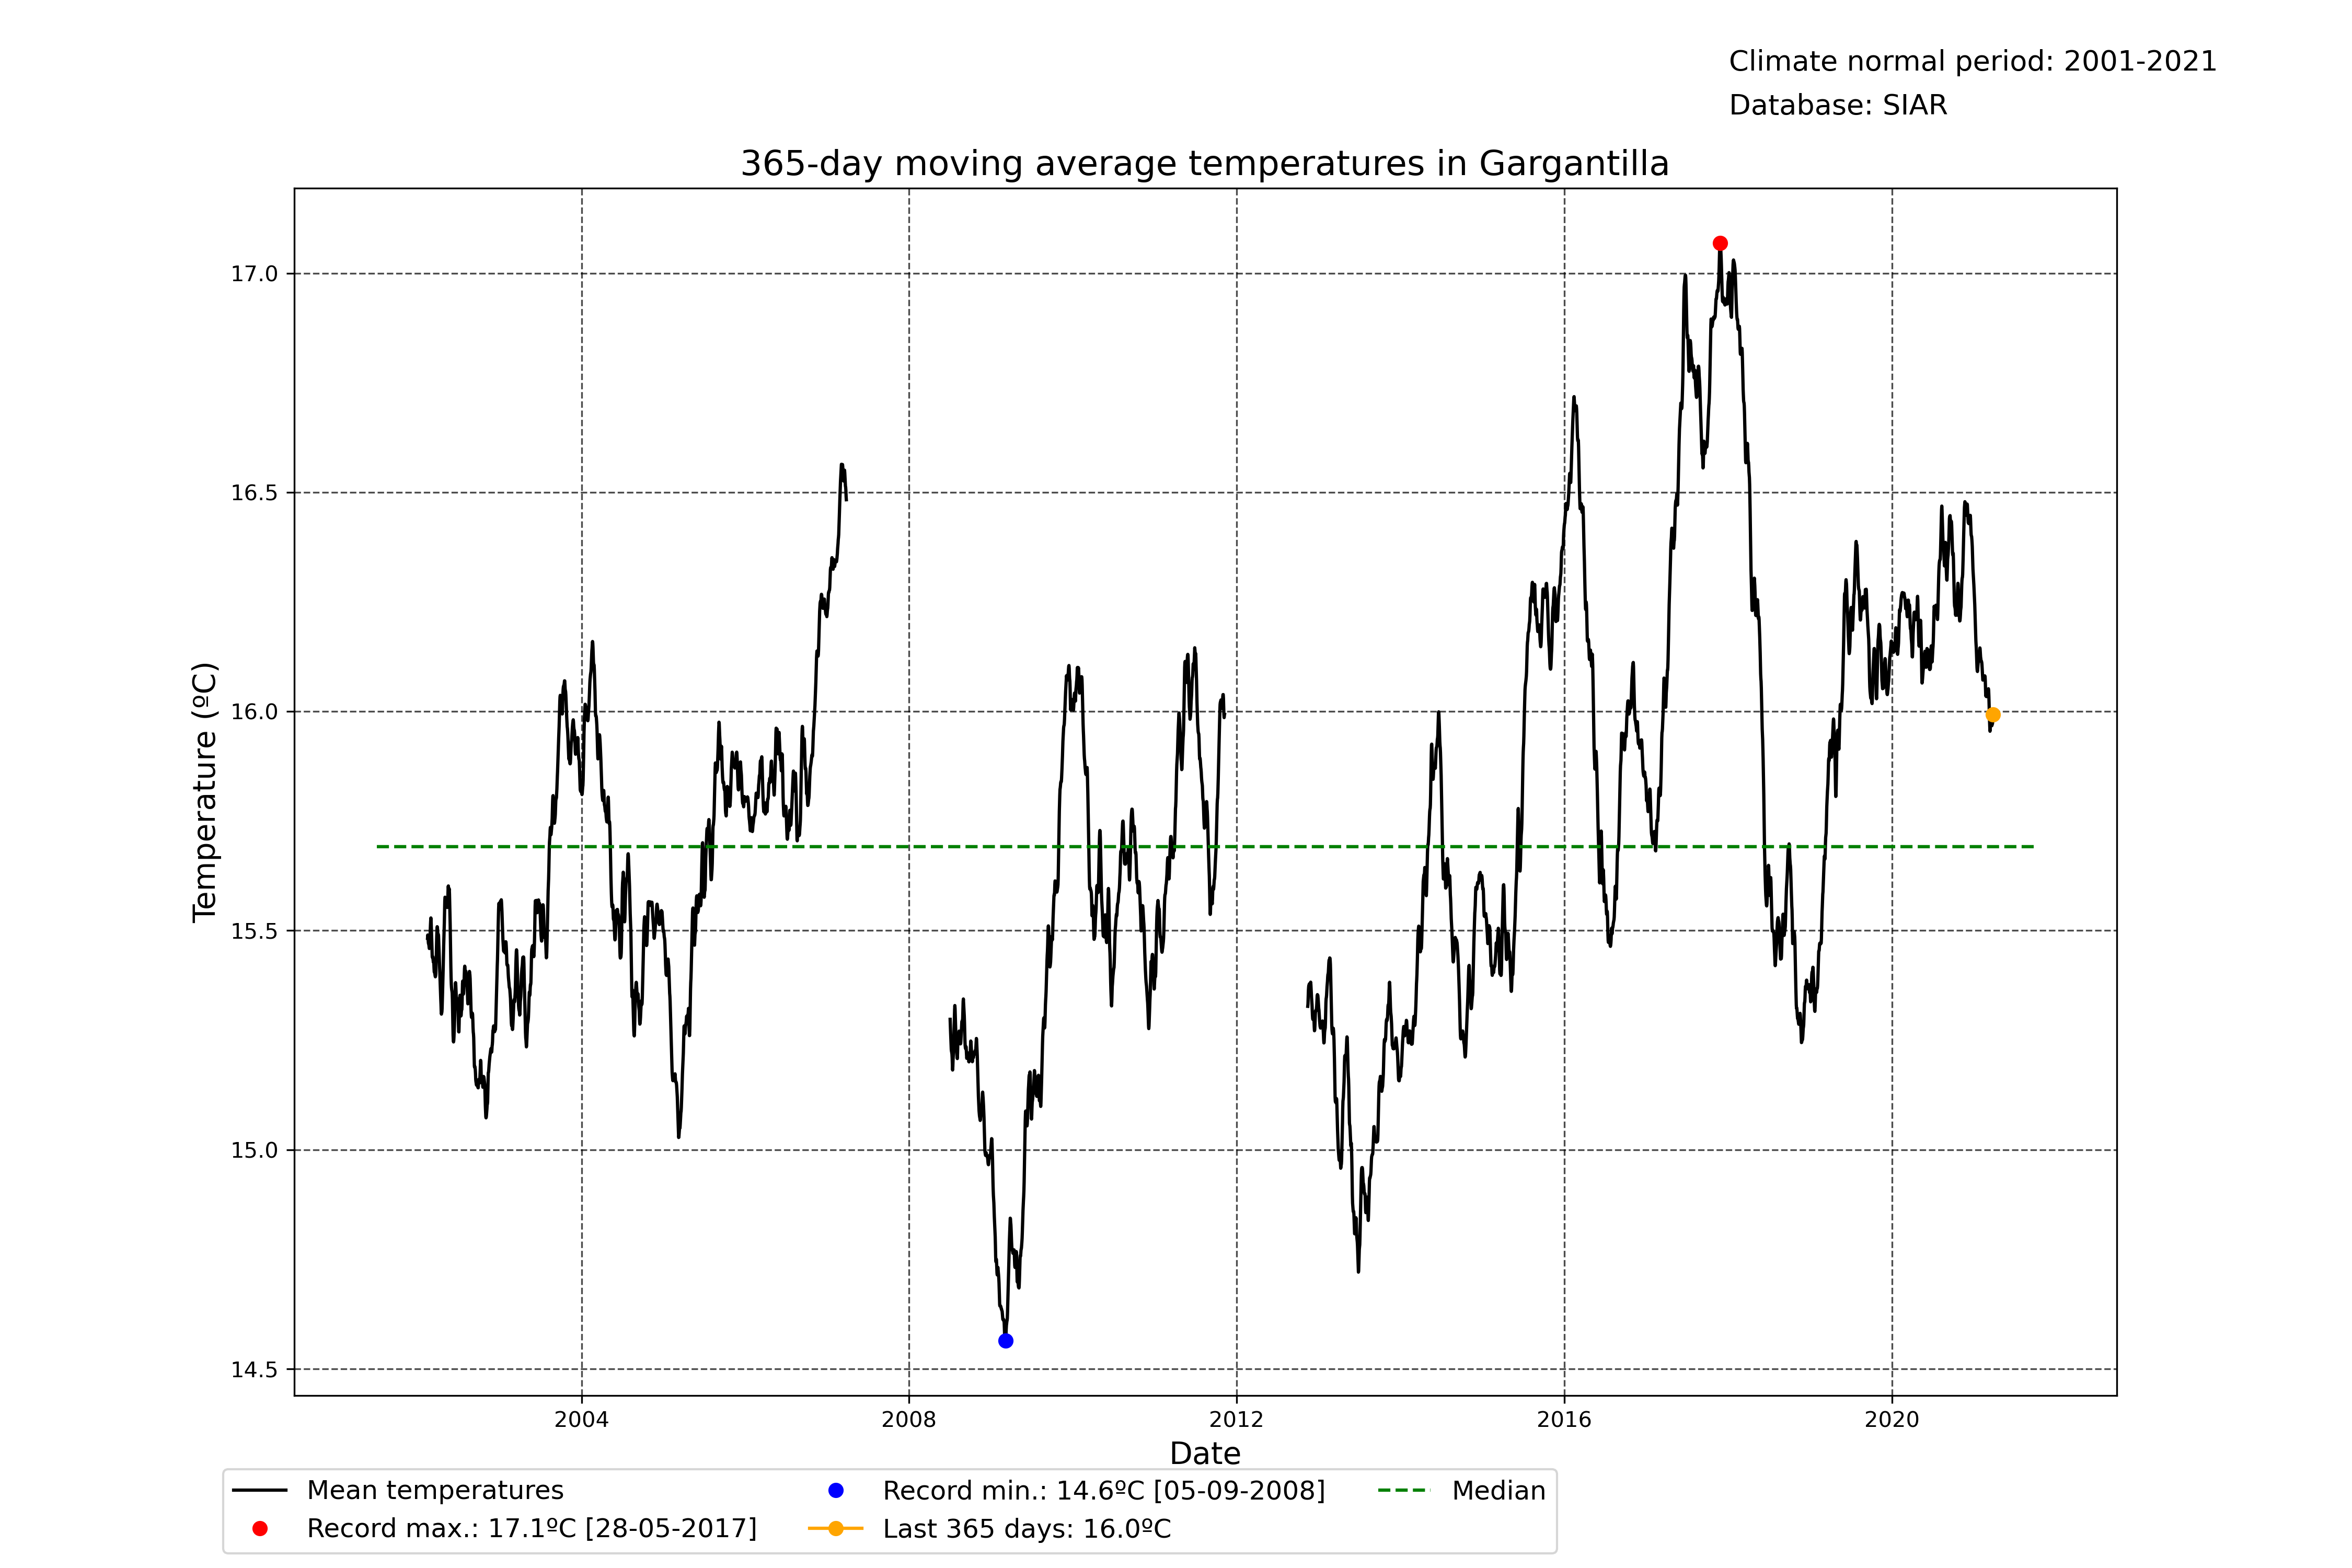 Climate normal period: 2001-2021
Database: SIAR
365-day moving average temperatures in Gargantilla
17.0
16.5
16.0
15.5
15.0
14.5
Temperature (ºC)
2004 2008 2012 2016 2020
Date
Mean temperatures
Record max.: 17.1ºC [28-05-2017]
Record min.: 14.6ºC [05-09-2008]
Last 365 days: 16.0ºC
Median